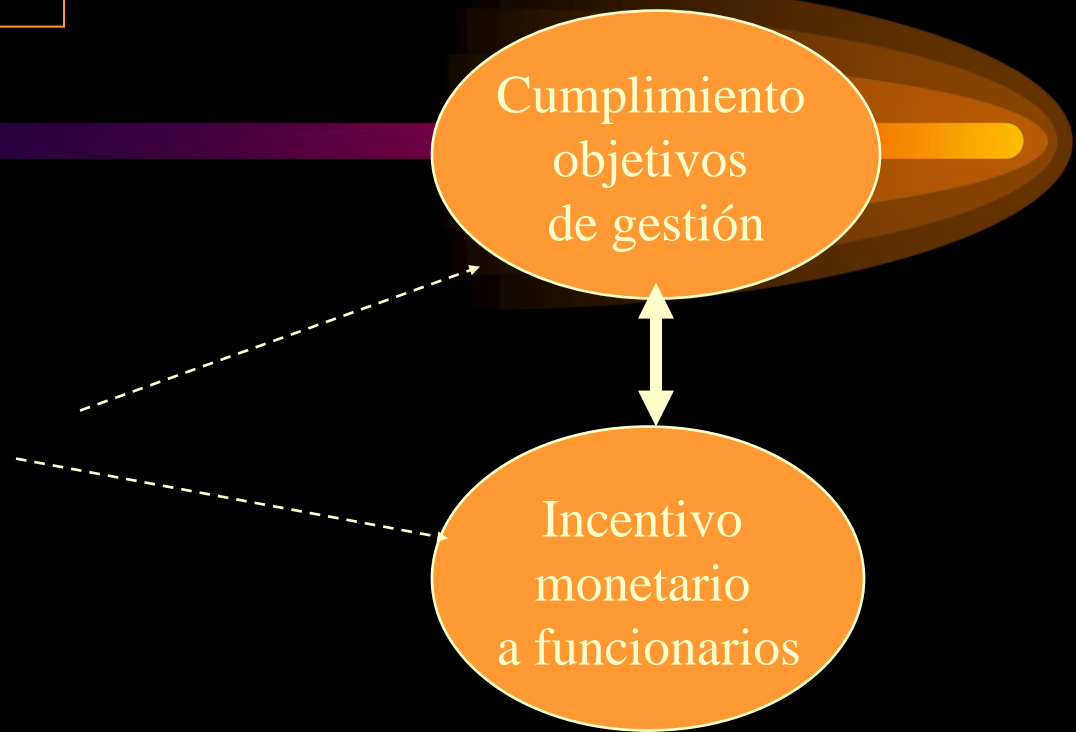 Cumplimiento
objetivos
de gestión
Incentivo
monetario
a funcionarios